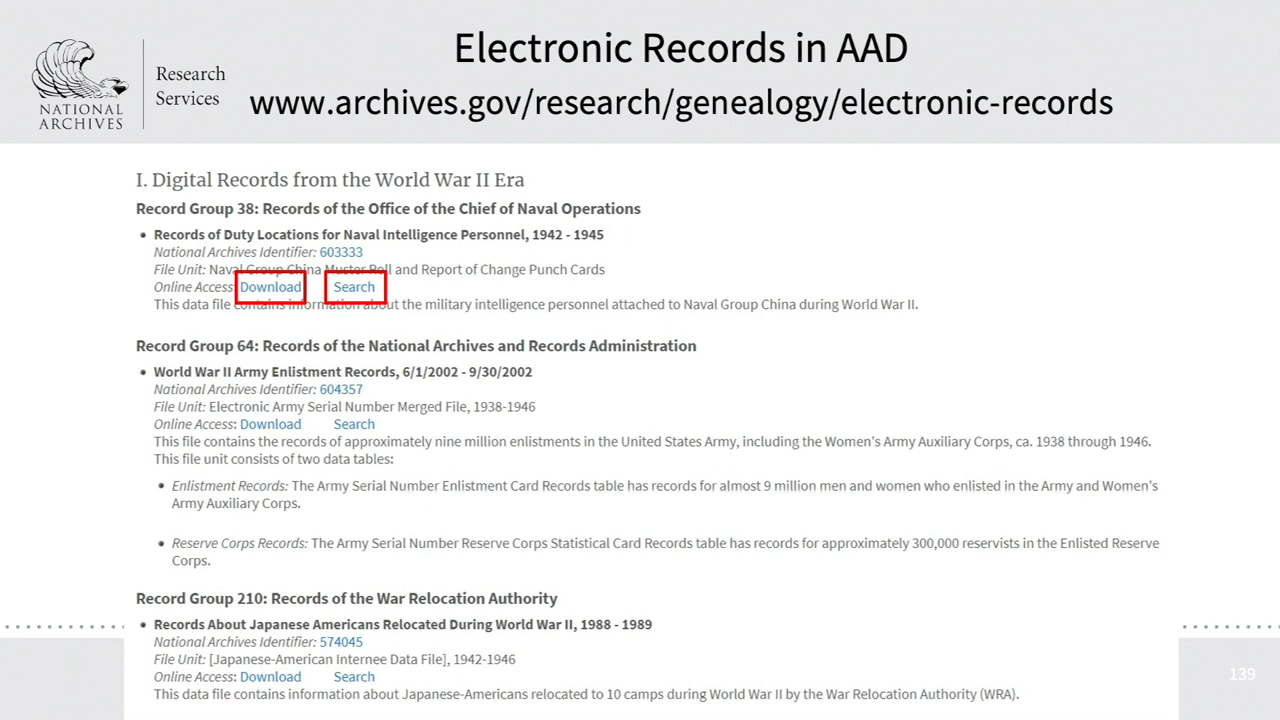 Electronic Records in AAD
www.archives.gov/research/genealogy/electronic-records
NATIONAL
ARCHIVES
Research
Services
I. Digital Records from the World War II Era
Record Group 38: Records of the Office of the Chief of Naval Operations
• Records of Duty Locations for Naval Intelligence Personnel, 1942 - 1945
National Archives Identifier: 603333
File Unit: Naval Group China Muster Roll and Report of Change Punch Cards
Online Access: Download Search
This data file contains information about the military intelligence personnel attached to Naval Group China during World War II.
Record Group 64: Records of the National Archives and Records Administration
• World War II Army Enlistment Records, 6/1/2002 - 9/30/2002
National Archives Identifier: 604357
File Unit: Electronic Army Serial Number Merged File, 1938-1946
Online Access: Download Search
This file contains the records of approximately nine million enlistments in the United States Army, including the Women's Army Auxiliary Corps, ca. 1938 through 1946.
This file unit consists of two data tables:
• Enlistment Records: The Army Serial Number Enlistment Card Records table has records for almost 9 million men and women who enlisted in the Army and Women's
Army Auxiliary Corps.
• Reserve Corps Records: The Army Serial Number Reserve Corps Statistical Card Records table has records for approximately 300,000 reservists in the Enlisted Reserve
Corps.
Record Group 210: Records of the War Relocation Authority
• Records About Japanese Americans Relocated During World War II, 1988 - 1989
National Archives Identifier: 574045
File Unit: [Japanese-American Internee Data File], 1942-1946
Online Access: Download Search
This data file contains information about Japanese-Americans relocated to 10 camps during World War II by the War Relocation Authority (WRA).
139